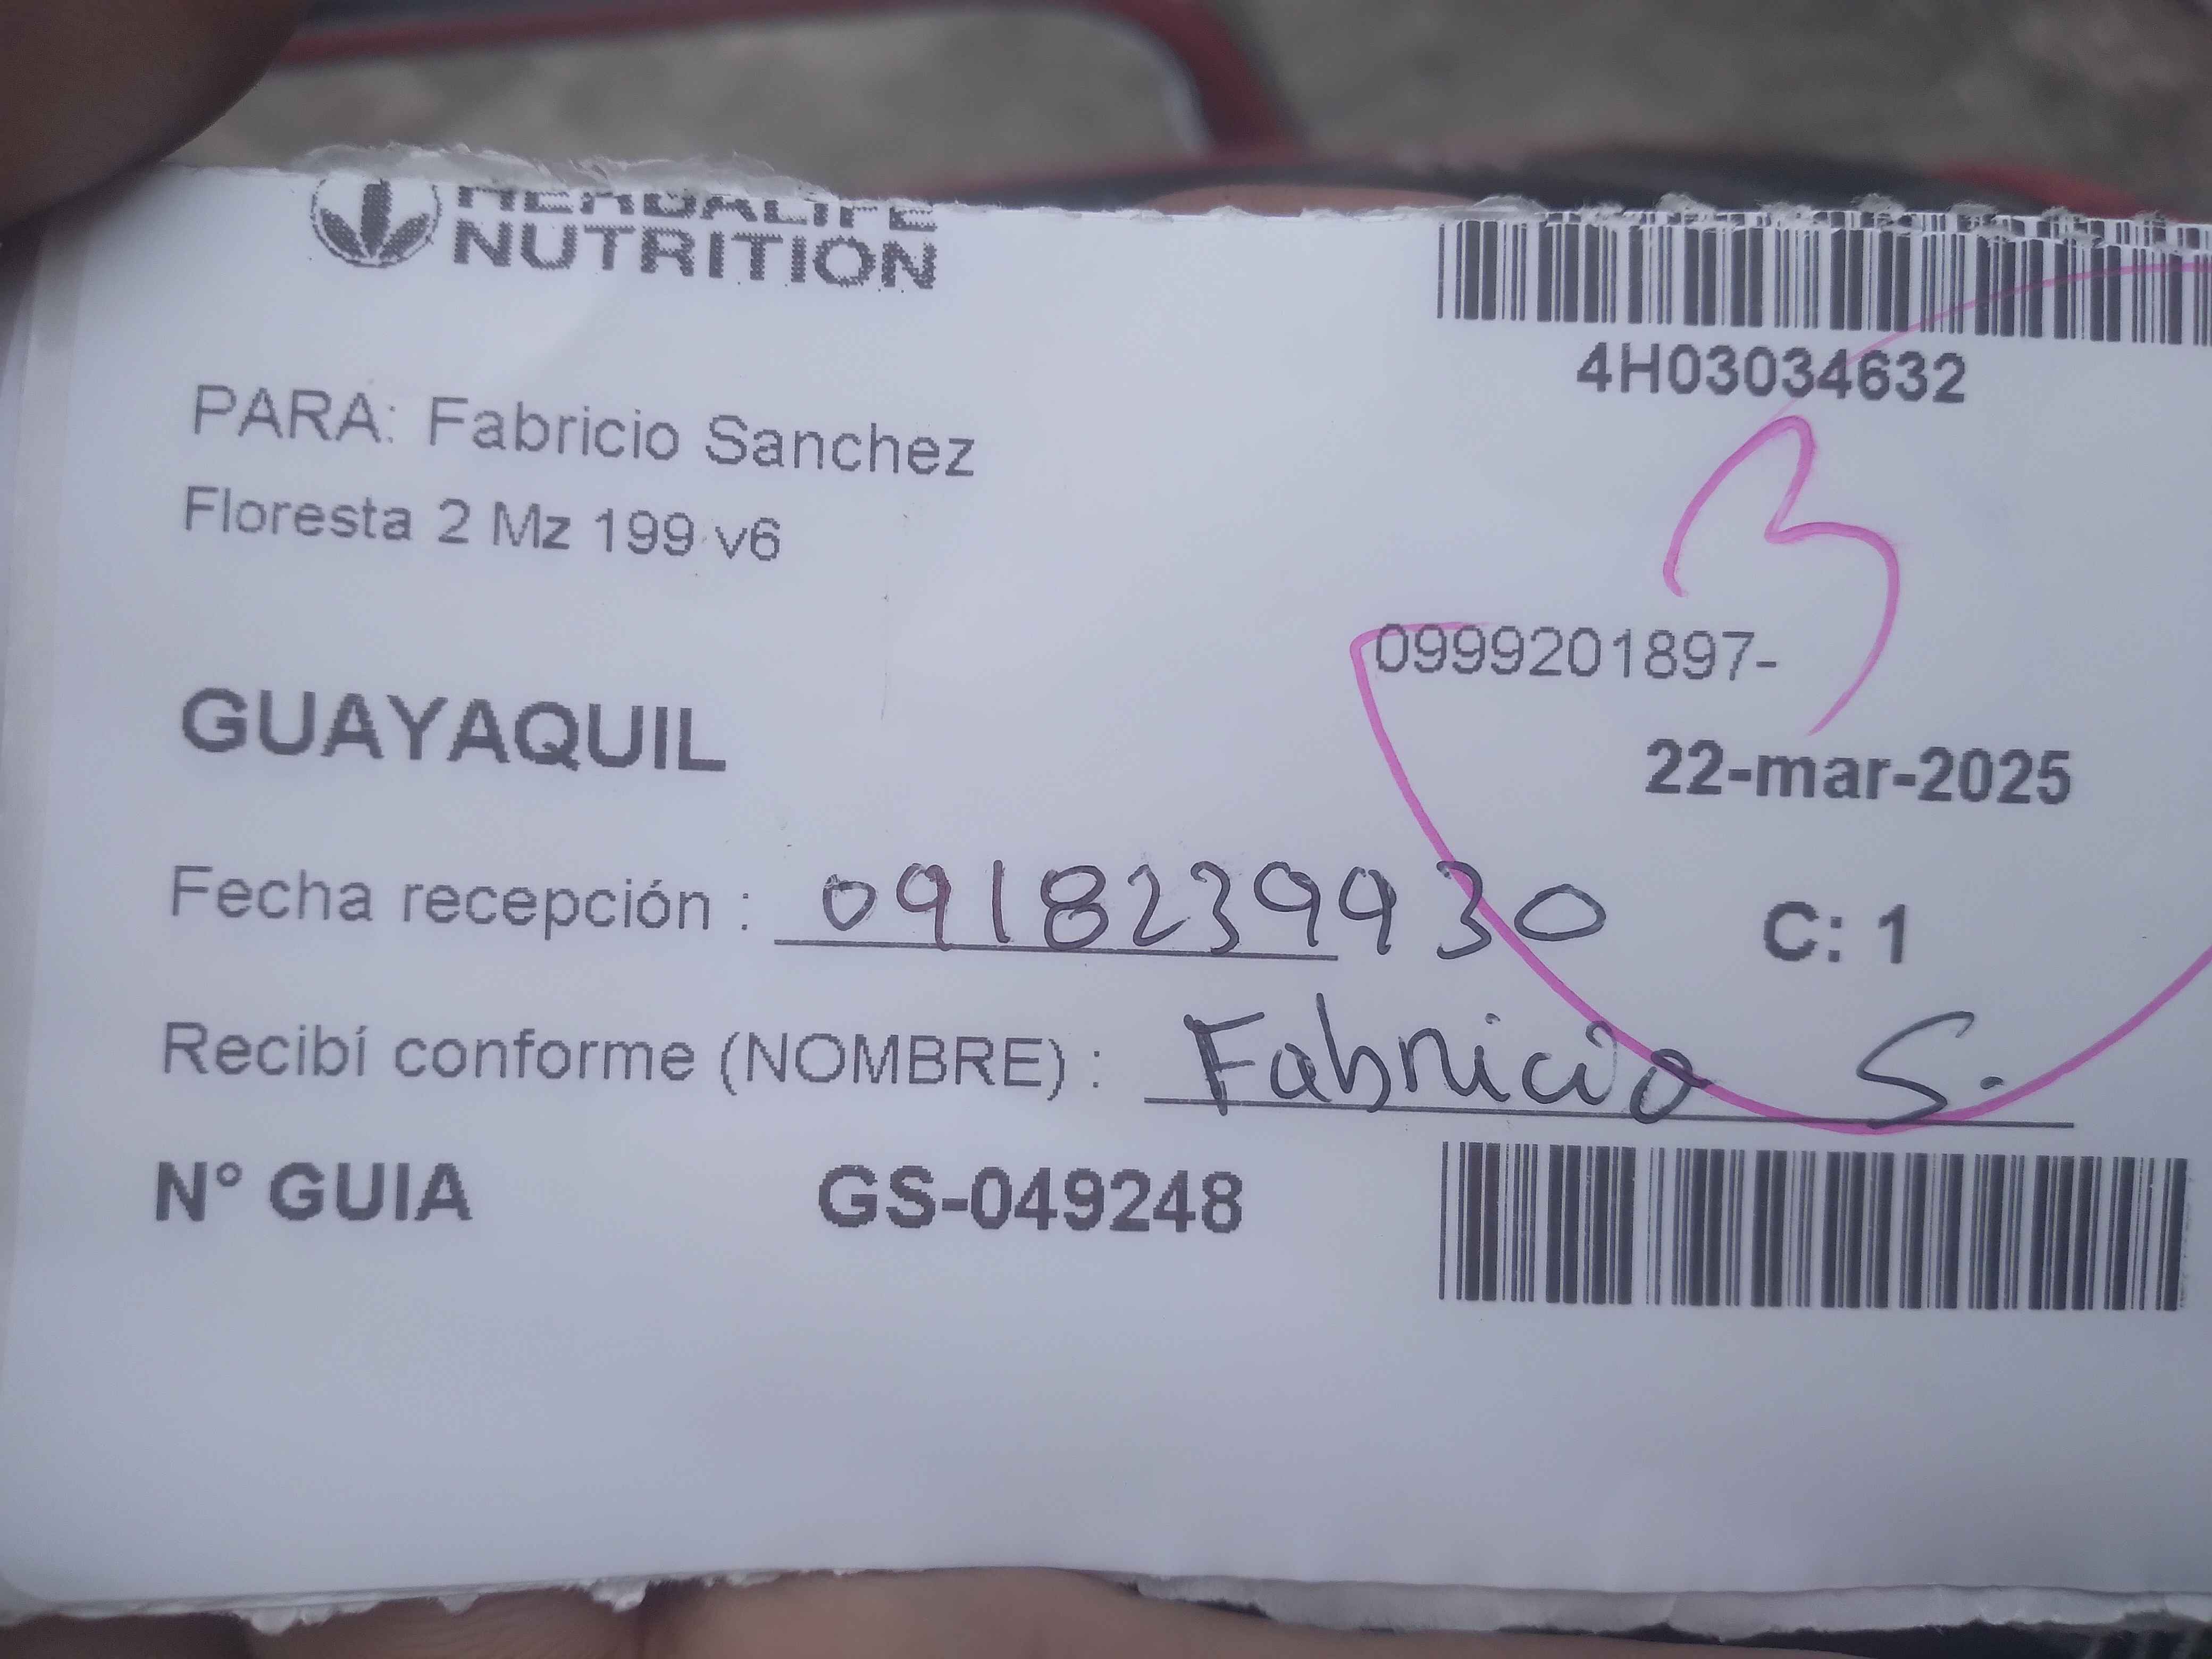 HERBALIFE
NUTRITION
4H03034632
PARA: Fabricio Sanchez
Floresta 2 Mz 199 v6
3
0999201897-
GUAYAQUIL
22-mar-2025
Fecha recepción : 0918239930
C: 1
Recibí conforme (NOMBRE) : Fabricio S.
N° GUIA GS-049248